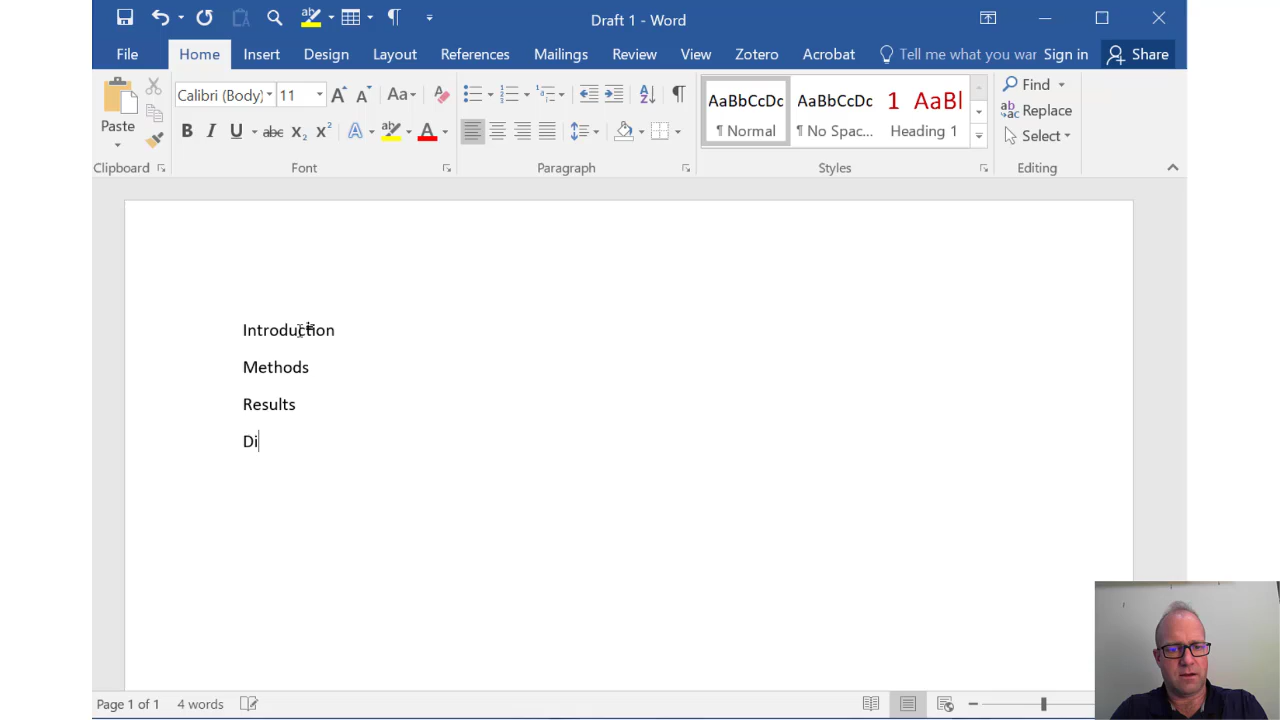 Draft 1 - Word
File Home Insert Design Layout References Mailings Review View Zotero Acrobat Tell me what you war Sign in Share
Paste
Clipboard
Calibri (Body) 11
Font
Paragraph
AaBbCcDc AaBbCcDc 1 AaBl
¶ Normal ¶ No Spac... Heading 1
Styles
Find
Replace
Select
Editing
Introduction
Methods
Results
Di
Page 1 of 1 4 words